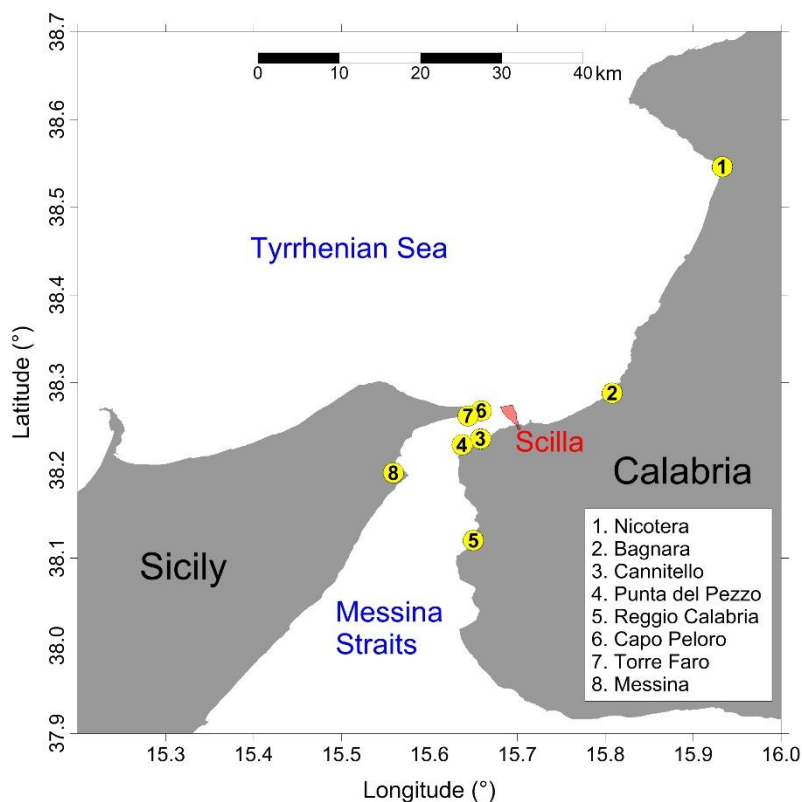 38.7
38.6
38.5
38.4
38.3
38.2
38.1
38.0
37.9
Latitude (°)
0 10 20 30 40 km
1
Tyrrhenian Sea
2
7 6
4 3
Scilla
8
Calabria
5
Sicily
Messina
Straits
1. Nicotera
2. Bagnara
3. Cannitello
4. Punta del Pezzo
5. Reggio Calabria
6. Capo Peloro
7. Torre Faro
8. Messina
15.3 15.4 15.5 15.6 15.7 15.8 15.9 16.0
Longitude (°)